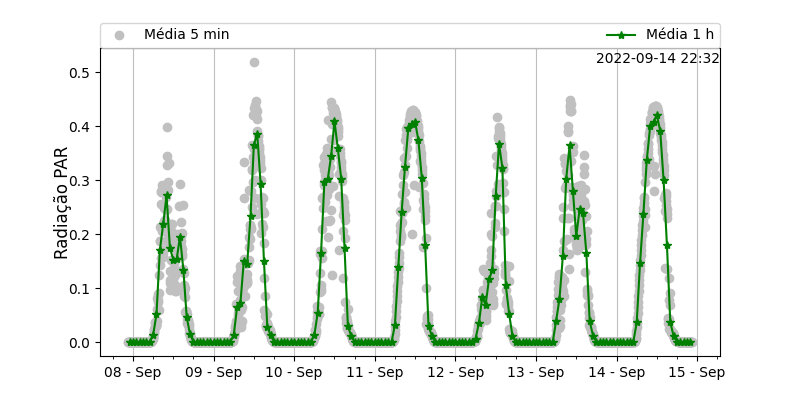 Média 5 min
Média 1 h
2022-09-14 22:32
Radiação PAR
0.5
0.4
0.3
0.2
0.1
0.0
08 - Sep
09 - Sep
10 - Sep
11 - Sep
12 - Sep
13 - Sep
14 - Sep
15 - Sep